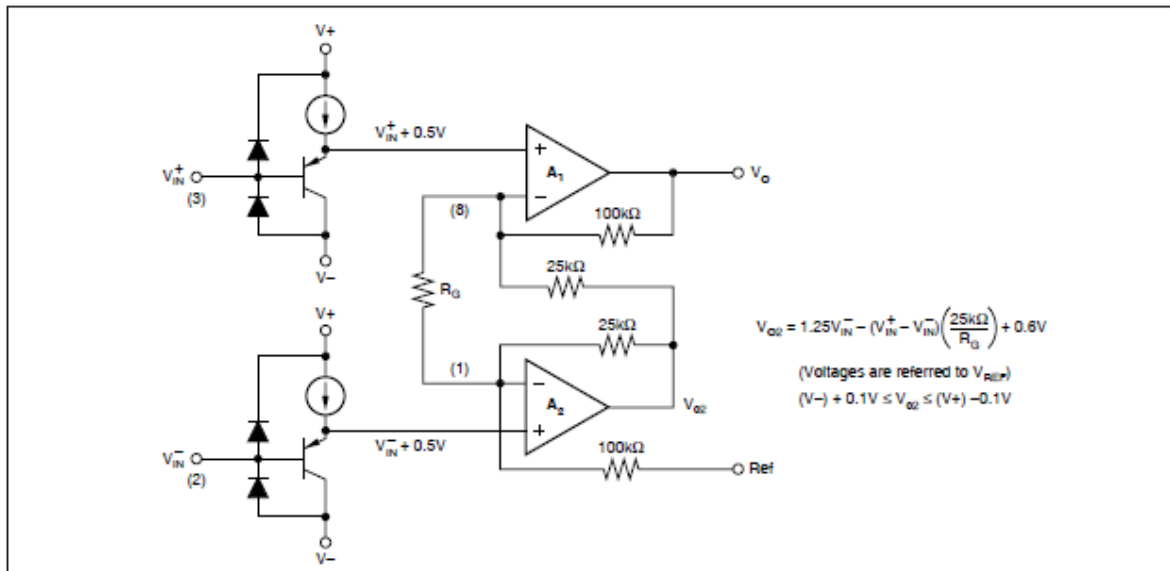 V+
V+IN + 0.5V
V+IN
(3)
+
A1
−
VO
(8)
100kΩ
V−
25kΩ
RG
V+
25kΩ
VO2 = 1.25V−IN − (V+IN − V−IN)(25kΩ/RG) + 0.6V
(1)
(Voltages are referred to VREF)
−
A2
+
VO2
(V−) + 0.1V ≤ VO2 ≤ (V+) −0.1V
V−IN + 0.5V
V−IN
(2)
100kΩ
Ref
V−